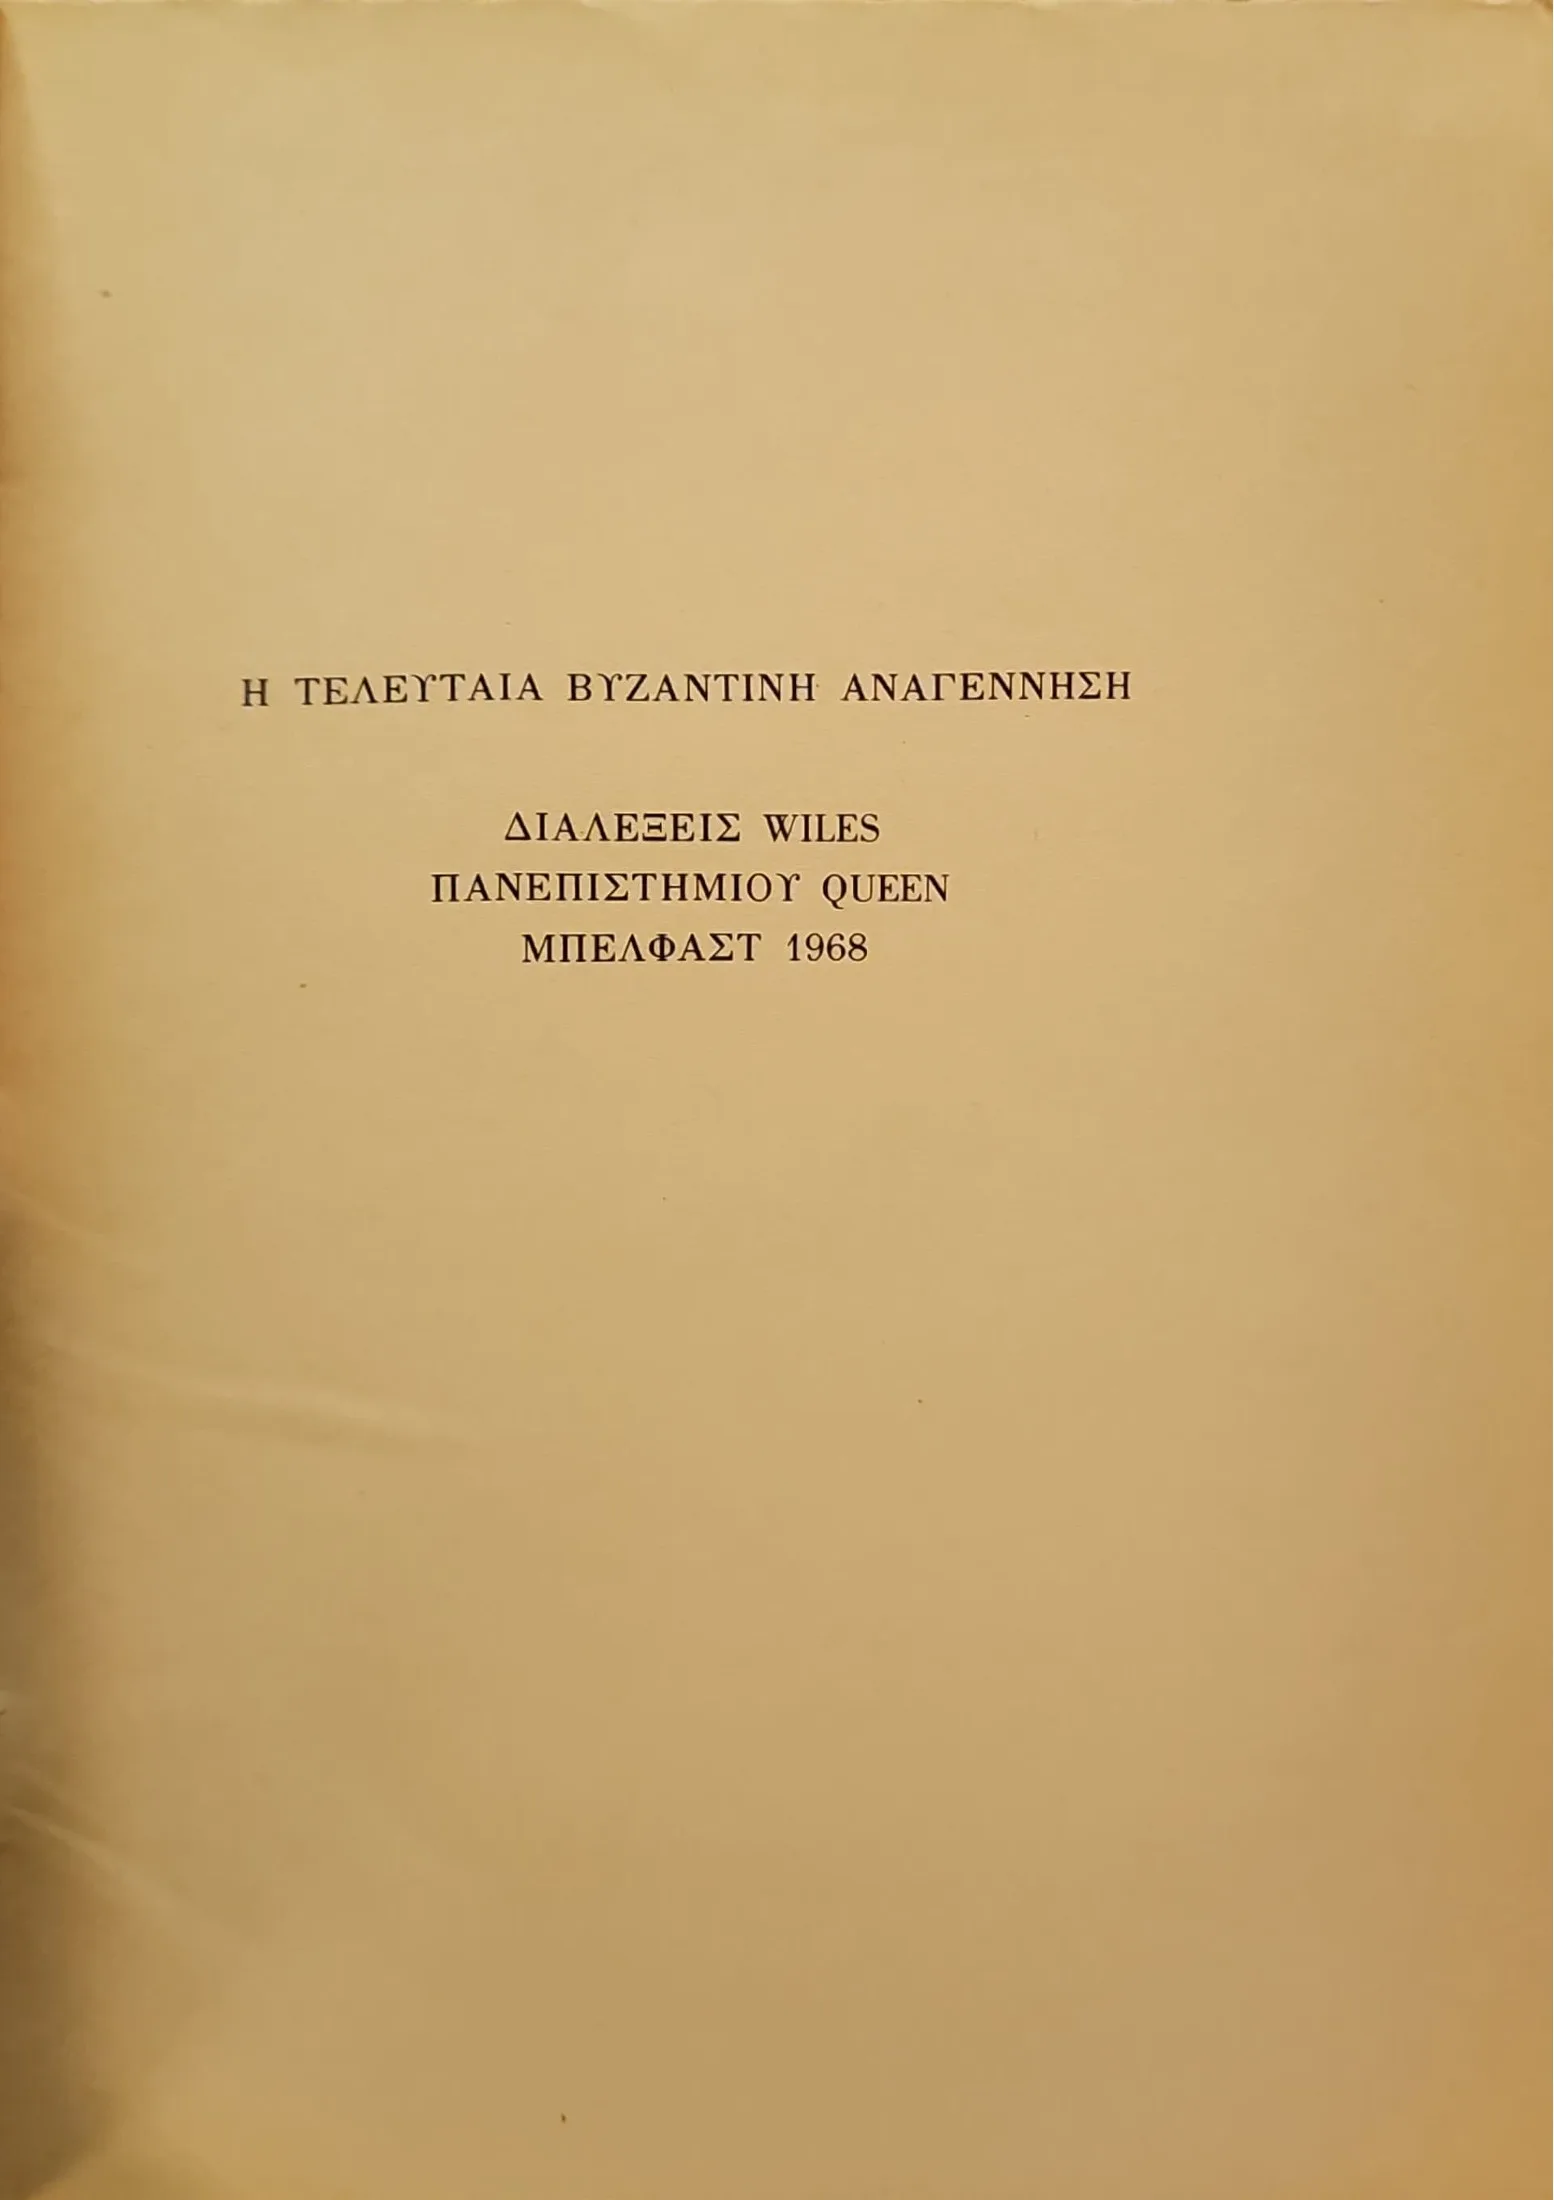 Η ΤΕΛΕΥΤΑΙΑ ΒΥΖΑΝΤΙΝΗ ΑΝΑΓΕΝΝΗΣΗ
ΔΙΑΛΕΞΕΙΣ WILES
ΠΑΝΕΠΙΣΤΗΜΙΟΥ QUEEN
ΜΠΕΛΦΑΣΤ 1968